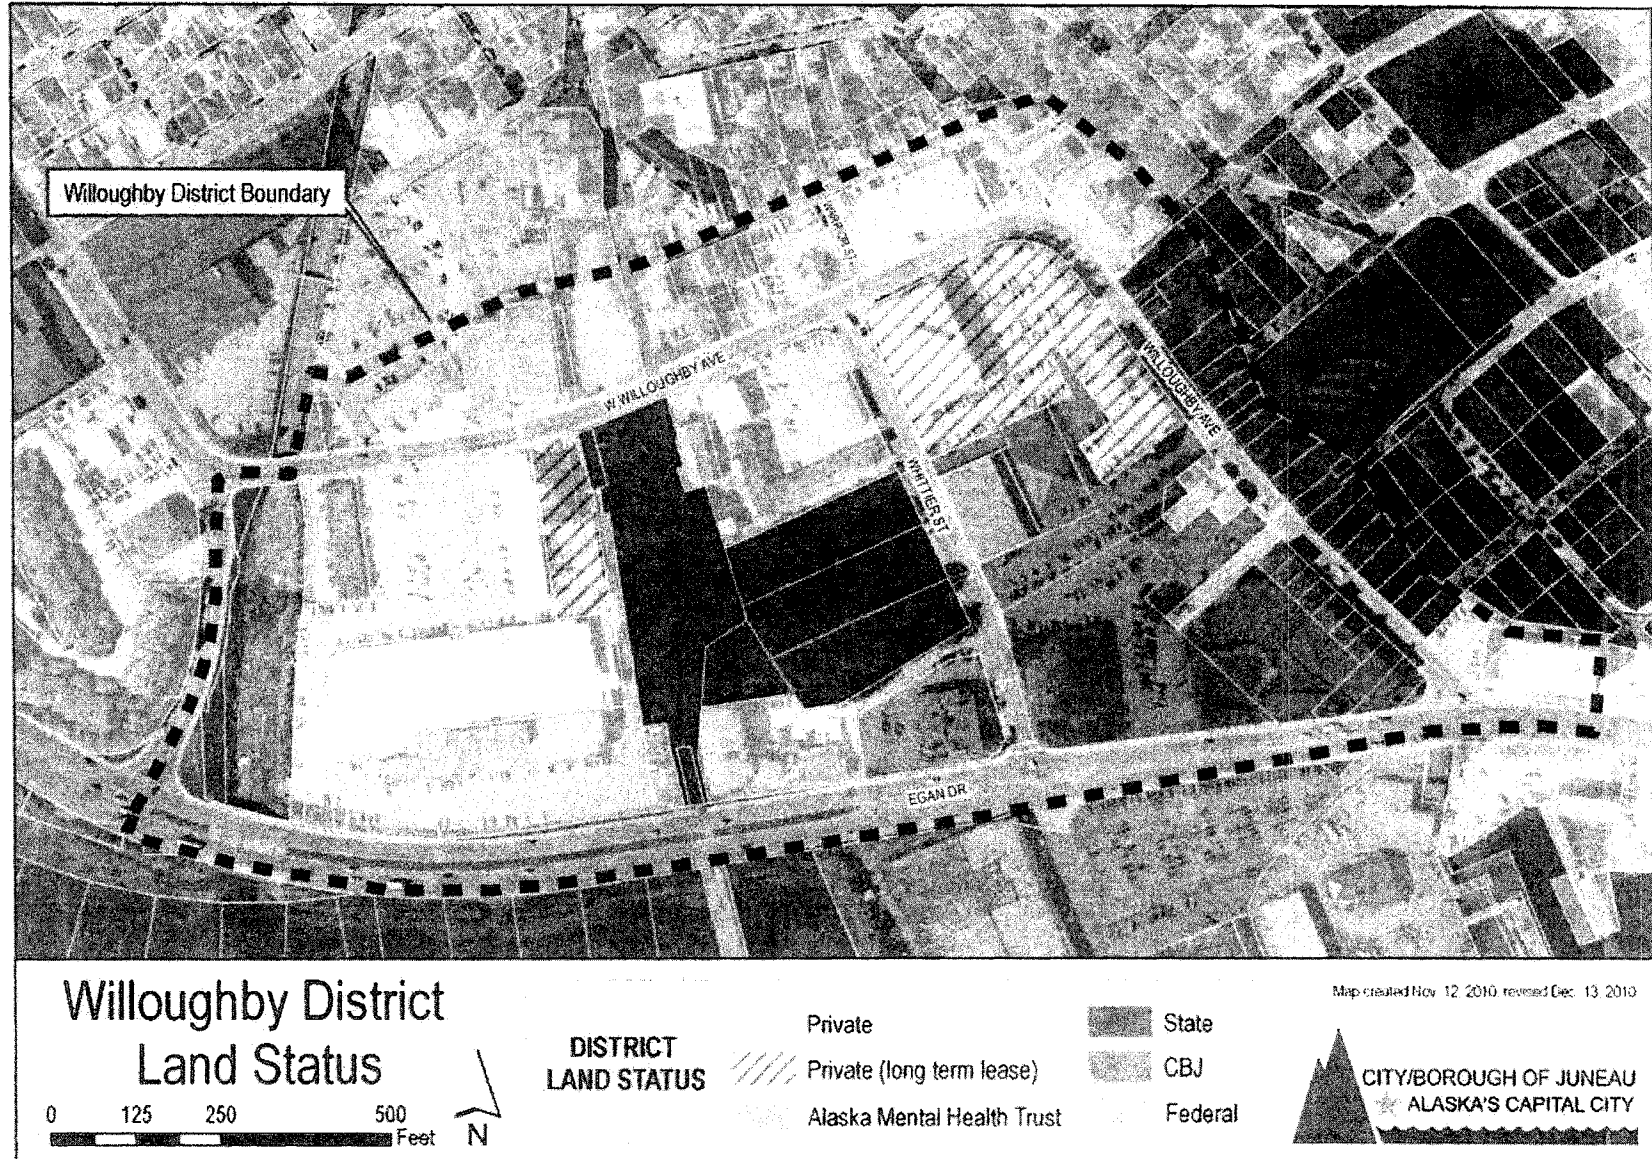 Willoughby District Boundary
W WILLOUGHBY AVE
WILLOUGHBY AVE
WHITTIER ST
EGAN DR
Willoughby District
Land Status
0 125 250 500
Feet
N
DISTRICT
LAND STATUS
Private
Private (long term lease)
Alaska Mental Health Trust
State
CBJ
Federal
Map created Nov. 12, 2010, revised Dec. 13, 2010
CITY/BOROUGH OF JUNEAU
ALASKA'S CAPITAL CITY